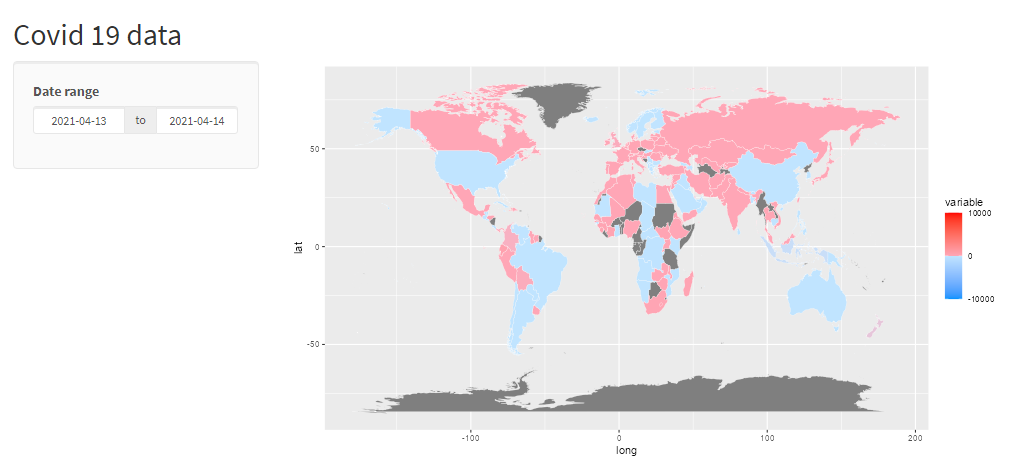 Covid 19 data
Date range
2021-04-13 to 2021-04-14
lat
50
0
-50
-100 0 100 200
long
variable
10000
0
-10000